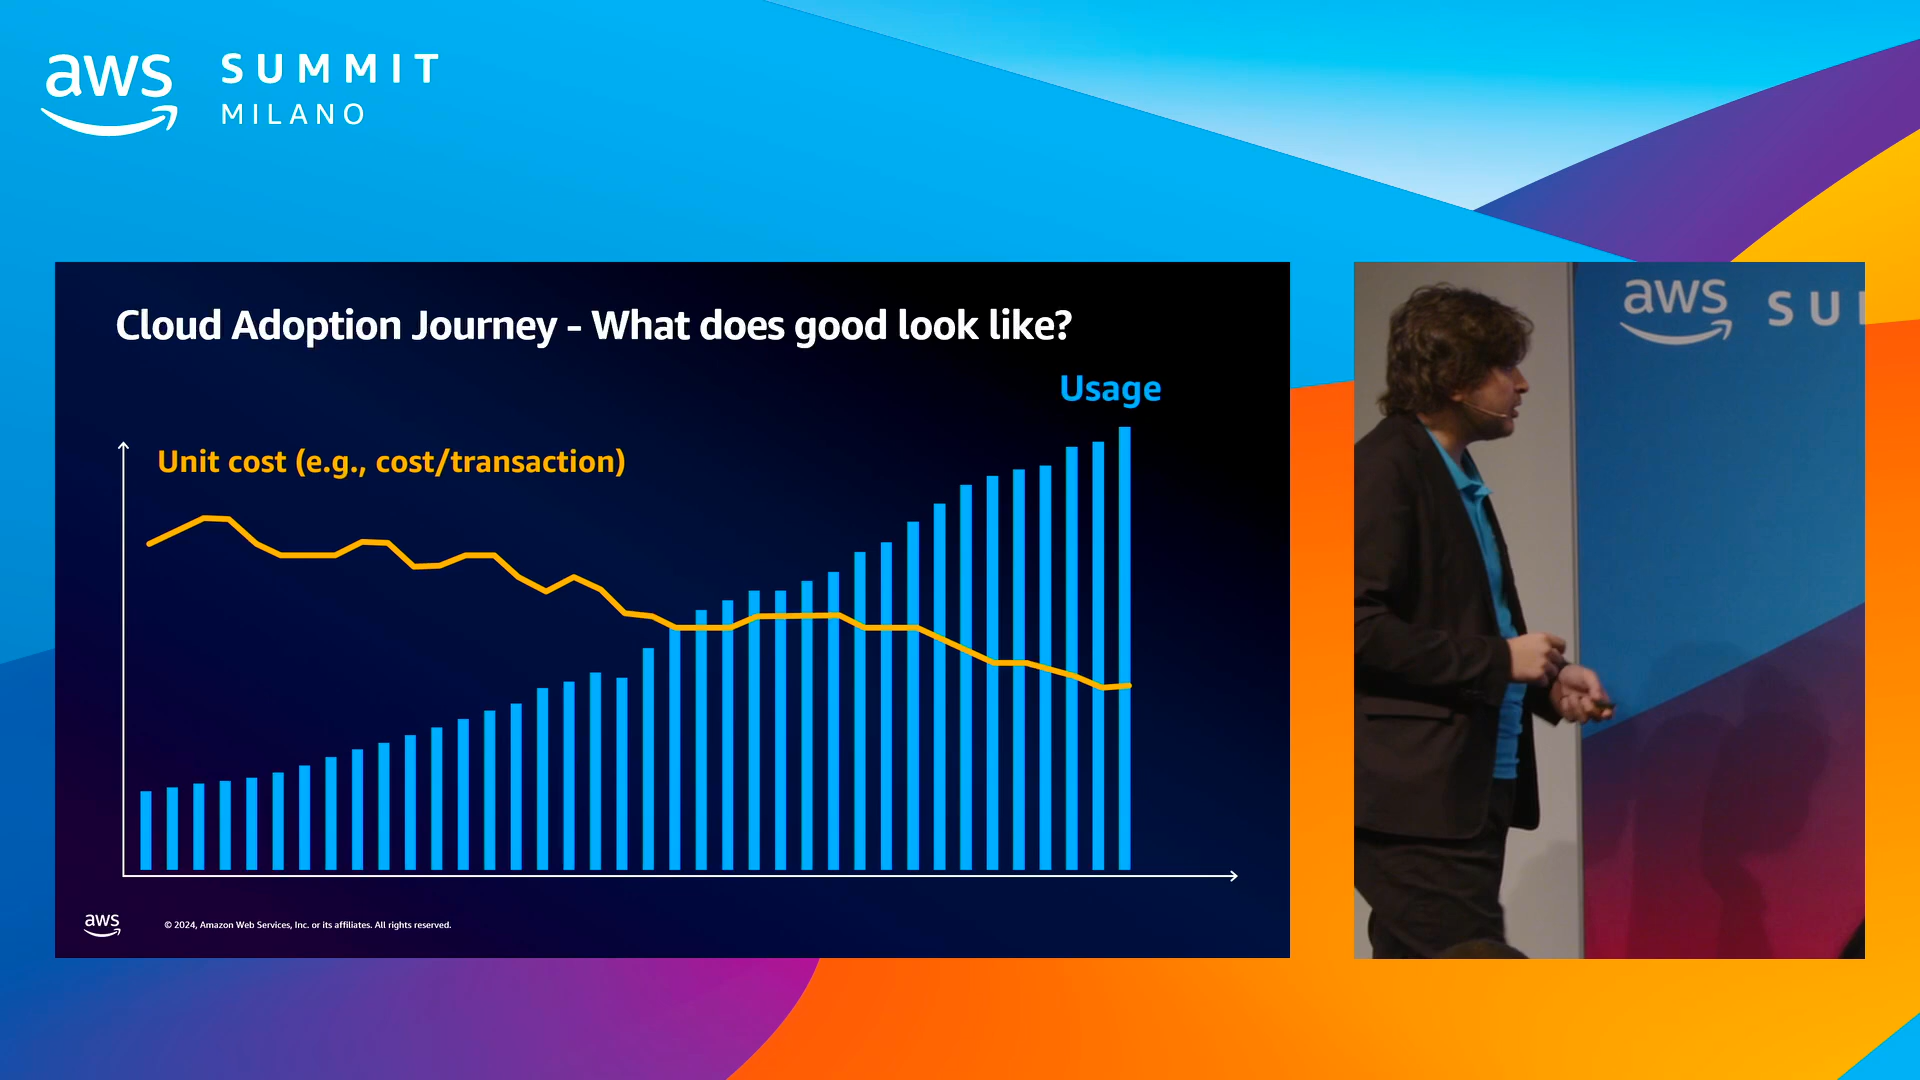 aws SUMMIT
MILANO
Cloud Adoption Journey - What does good look like?
Usage
Unit cost (e.g., cost/transaction)
aws
© 2024, Amazon Web Services, Inc. or its affiliates. All rights reserved.
aws SU